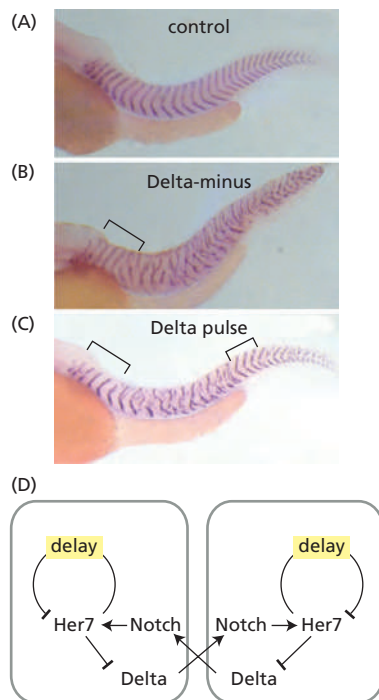 (A)
control
(B)
Delta-minus
(C)
Delta pulse
(D)
delay delay
Her7 Notch Notch Her7
Delta Delta